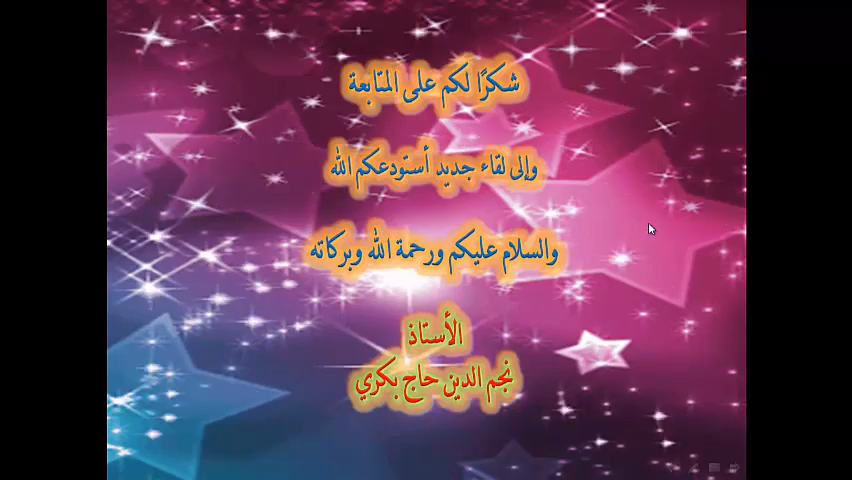 شكرًا لكم على المتابعة
وإلى لقاء جديد أستودعكم الله
والسلام عليكم ورحمة الله وبركاته
الأستاذ
نجم الدين حاج بكري